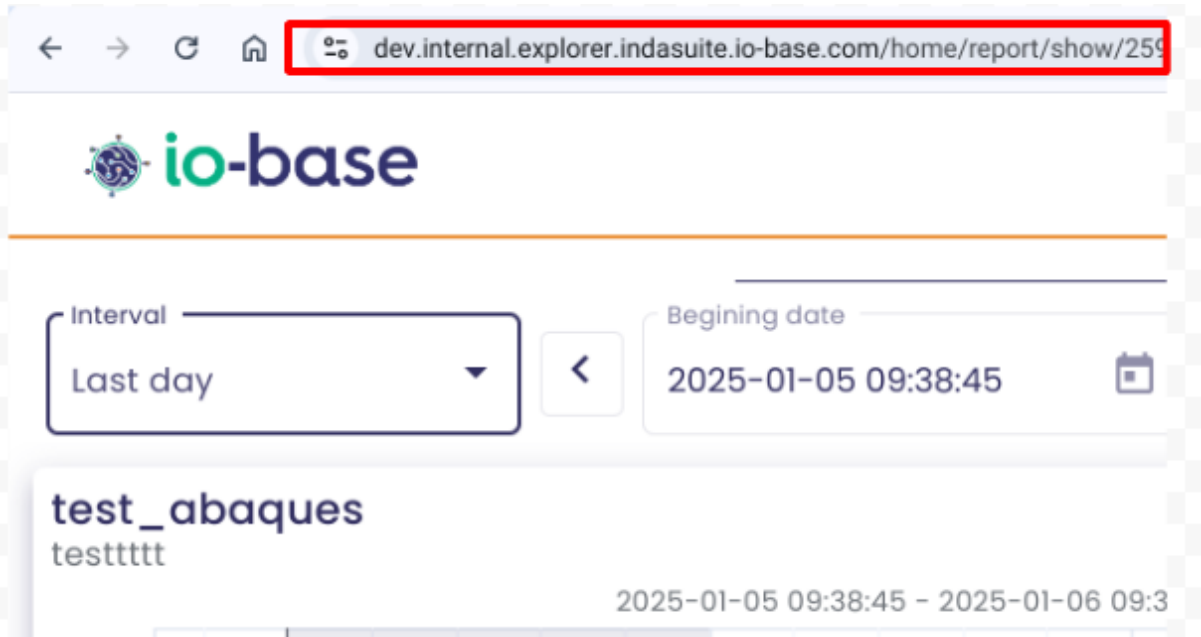 dev.internal.explorer.indasuite.io-base.com/home/report/show/259
io-base
Interval
Last day
Begining date
2025-01-05 09:38:45
test_abaques
testtttt
2025-01-05 09:38:45 - 2025-01-06 09:3